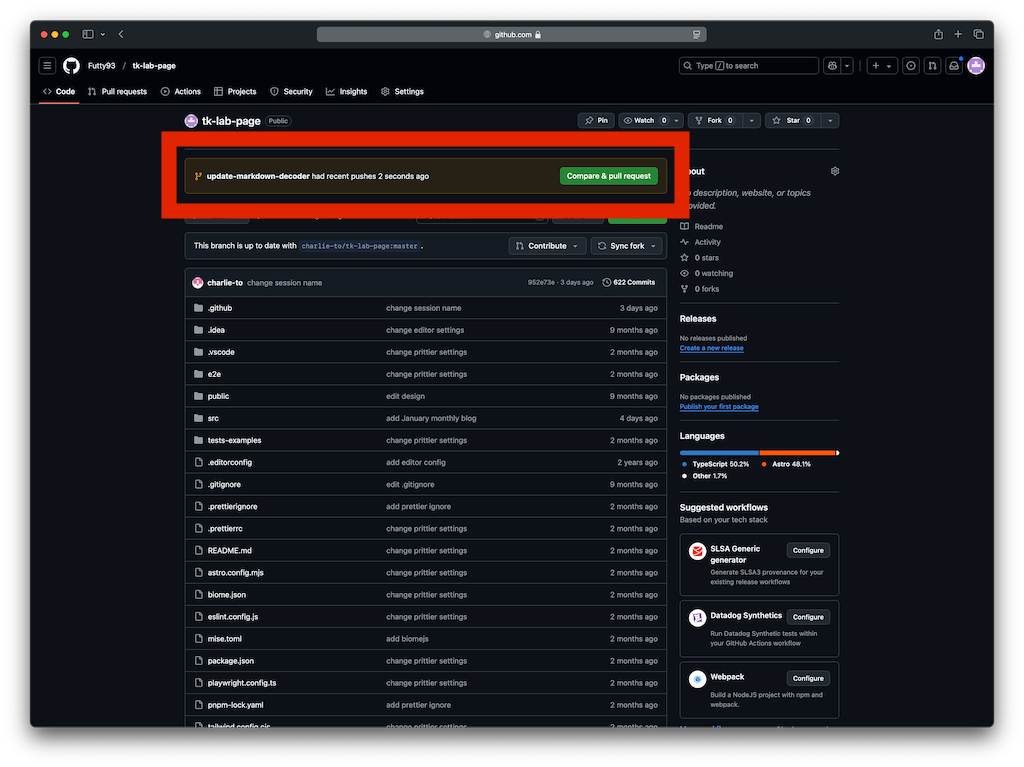 github.com
Futty93 / tk-lab-page
Type / to search
Code Pull requests Actions Projects Security Insights Settings
tk-lab-page Public
Pin Watch 0 Fork 0 Star 0
update-markdown-decoder had recent pushes 2 seconds ago Compare & pull request
This branch is up to date with charlie-to/tk-lab-page:master .
Contribute Sync fork
charlie-to change session name 952e73e · 3 days ago 622 Commits
.github change session name 3 days ago
.idea change editor settings 9 months ago
.vscode change prittier settings 2 months ago
e2e change prittier settings 2 months ago
public edit design 9 months ago
src add January monthly blog 4 days ago
tests-examples change prittier settings 2 months ago
.editorconfig add editor config 2 years ago
.gitignore edit .gitignore 9 months ago
.prettierignore add prettier ignore 2 months ago
.prettierrc change prittier settings 2 months ago
README.md change prittier settings 2 months ago
astro.config.mjs change prittier settings 2 months ago
biome.json change prittier settings 2 months ago
eslint.config.js change prittier settings 2 months ago
mise.toml add biomejs 2 months ago
package.json change prittier settings 2 months ago
playwright.config.ts change prittier settings 2 months ago
pnpm-lock.yaml add prettier ignore 2 months ago
tailwind.config.cjs change prittier settings 2 months ago
out
description, website, or topics
ovided.
Readme
Activity
0 stars
0 watching
0 forks
Releases
No releases published
Create a new release
Packages
No packages published
Publish your first package
Languages
TypeScript 50.2% Astro 48.1%
Other 1.7%
Suggested workflows
Based on your tech stack
SLSA Generic
generator
Configure
Generate SLSA3 provenance for your
existing release workflows
Datadog Synthetics
Configure
Run Datadog Synthetic tests within
your GitHub Actions workflow
Webpack
Configure
Build a NodeJS project with npm and
webpack.